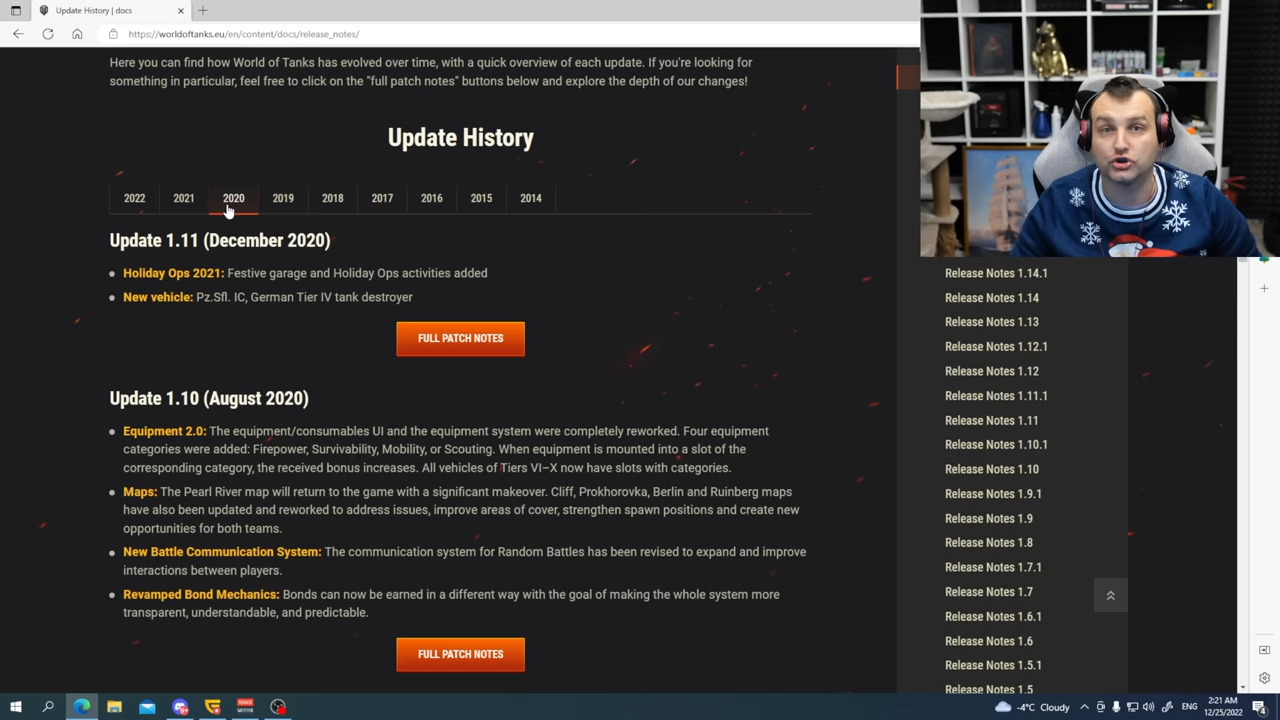 Update History | docs
https://worldoftanks.eu/en/content/docs/release_notes/
Here you can find how World of Tanks has evolved over time, with a quick overview of each update. If you're looking for
something in particular, feel free to click on the "full patch notes" buttons below and explore the depth of our changes!
Update History
2022 2021 2020 2019 2018 2017 2016 2015 2014
Update 1.11 (December 2020)
Holiday Ops 2021: Festive garage and Holiday Ops activities added
New vehicle: Pz.Sfl. IC, German Tier IV tank destroyer
FULL PATCH NOTES
Update 1.10 (August 2020)
Equipment 2.0: The equipment/consumables UI and the equipment system were completely reworked. Four equipment
categories were added: Firepower, Survivability, Mobility, or Scouting. When equipment is mounted into a slot of the
corresponding category, the received bonus increases. All vehicles of Tiers VI–X now have slots with categories.
Maps: The Pearl River map will return to the game with a significant makeover. Cliff, Prokhorovka, Berlin and Ruinberg maps
have also been updated and reworked to address issues, improve areas of cover, strengthen spawn positions and create new
opportunities for both teams.
New Battle Communication System: The communication system for Random Battles has been revised to expand and improve
interactions between players.
Revamped Bond Mechanics: Bonds can now be earned in a different way with the goal of making the whole system more
transparent, understandable, and predictable.
FULL PATCH NOTES
Release Notes 1.14.1
Release Notes 1.14
Release Notes 1.13
Release Notes 1.12.1
Release Notes 1.12
Release Notes 1.11.1
Release Notes 1.11
Release Notes 1.10.1
Release Notes 1.10
Release Notes 1.9.1
Release Notes 1.9
Release Notes 1.8
Release Notes 1.7.1
Release Notes 1.7
Release Notes 1.6.1
Release Notes 1.6
Release Notes 1.5.1
Release Notes 1.5
-4°C Cloudy
ENG
2:21 AM
12/25/2022
4